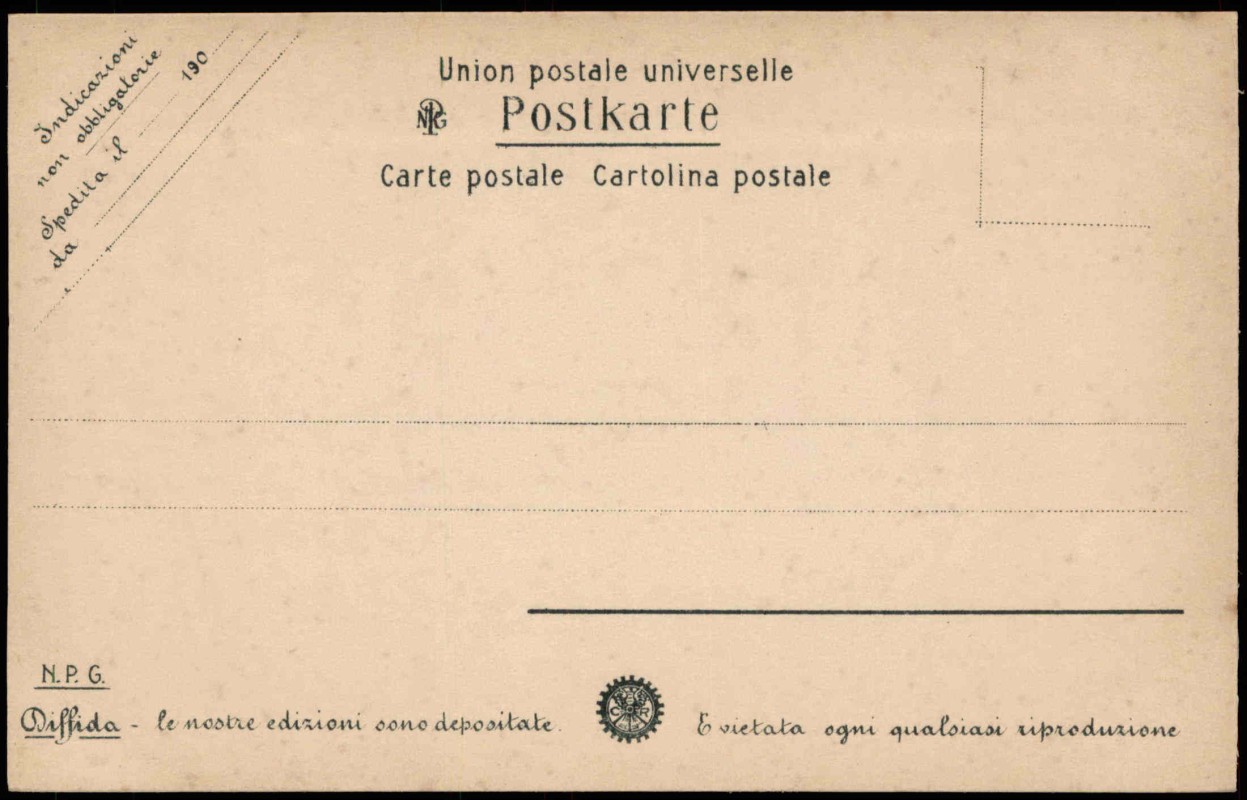 Indicazioni
non obbligatorie
Spedita il 190
da
Union postale universelle
NPG Postkarte
Carte postale Cartolina postale
N. P. G.
Diffida - le nostre edizioni sono depositate.
E vietata ogni qualsiasi riproduzione